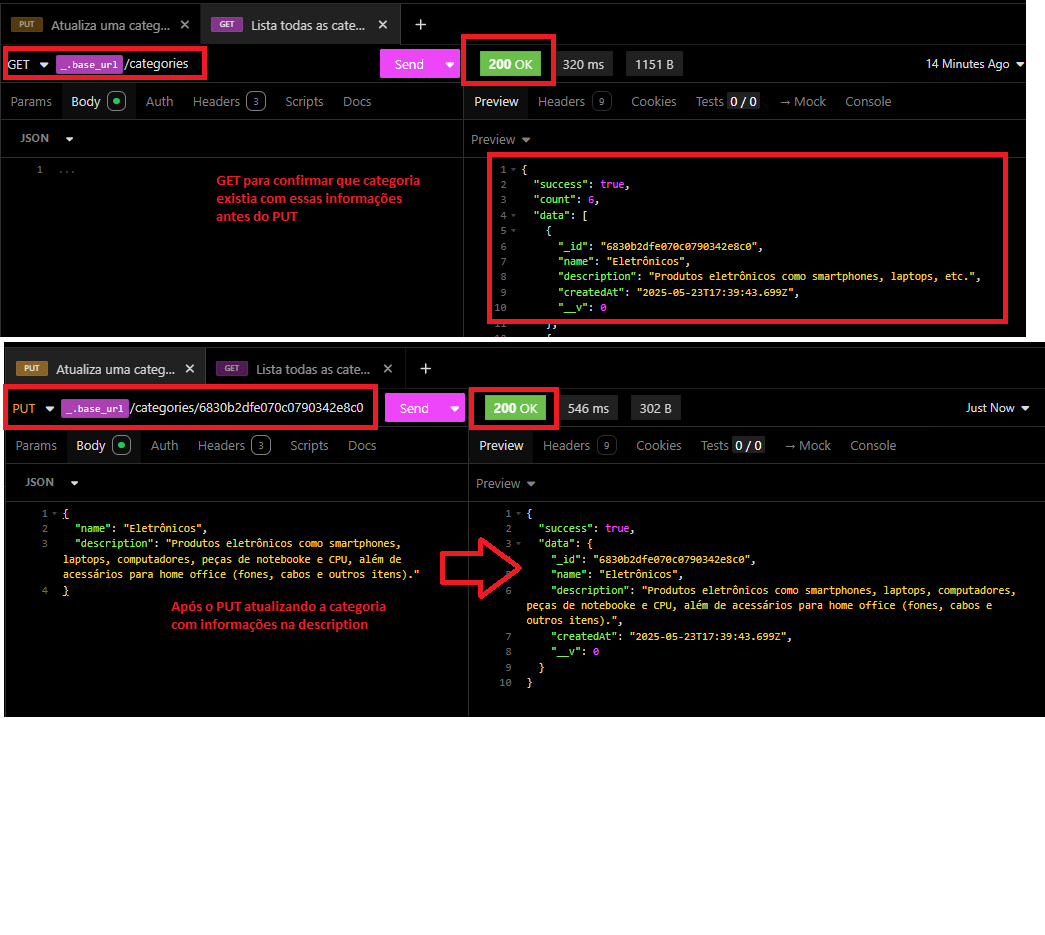 PUT Atualiza uma categ... × GET Lista todas as cate... × +
GET _.base_url/categories Send 200 OK 320 ms 1151 B 14 Minutes Ago
Params Body Auth Headers 3 Scripts Docs
Preview Headers 9 Cookies Tests 0 / 0 → Mock Console
JSON
Preview
1 ...
GET para confirmar que categoria
existia com essas informações
antes do PUT
1 {
2 "success": true,
3 "count": 6,
4 "data": [
5 {
6 "_id": "6830b2dfe070c0790342e8c0",
7 "name": "Eletrônicos",
8 "description": "Produtos eletrônicos como smartphones, laptops, etc.",
9 "createdAt": "2025-05-23T17:39:43.699Z",
10 "__v": 0
11 },
PUT Atualiza uma categ... × GET Lista todas as cate... × +
PUT _.base_url/categories/6830b2dfe070c0790342e8c0 Send 200 OK 546 ms 302 B Just Now
Params Body Auth Headers 3 Scripts Docs
Preview Headers 9 Cookies Tests 0 / 0 → Mock Console
JSON
Preview
1 {
2 "name": "Eletrônicos",
3 "description": "Produtos eletrônicos como smartphones,
laptops, computadores, peças de notebooke e CPU, além de
acessários para home office (fones, cabos e outros itens)."
4 }
Após o PUT atualizando a categoria
com informações na description
1 {
2 "success": true,
3 "data": {
"_id": "6830b2dfe070c0790342e8c0",
"name": "Eletrônicos",
6 "description": "Produtos eletrônicos como smartphones, laptops, computadores,
peças de notebooke e CPU, além de acessários para home office (fones, cabos e
outros itens).",
7 "createdAt": "2025-05-23T17:39:43.699Z",
8 "__v": 0
9 }
10 }